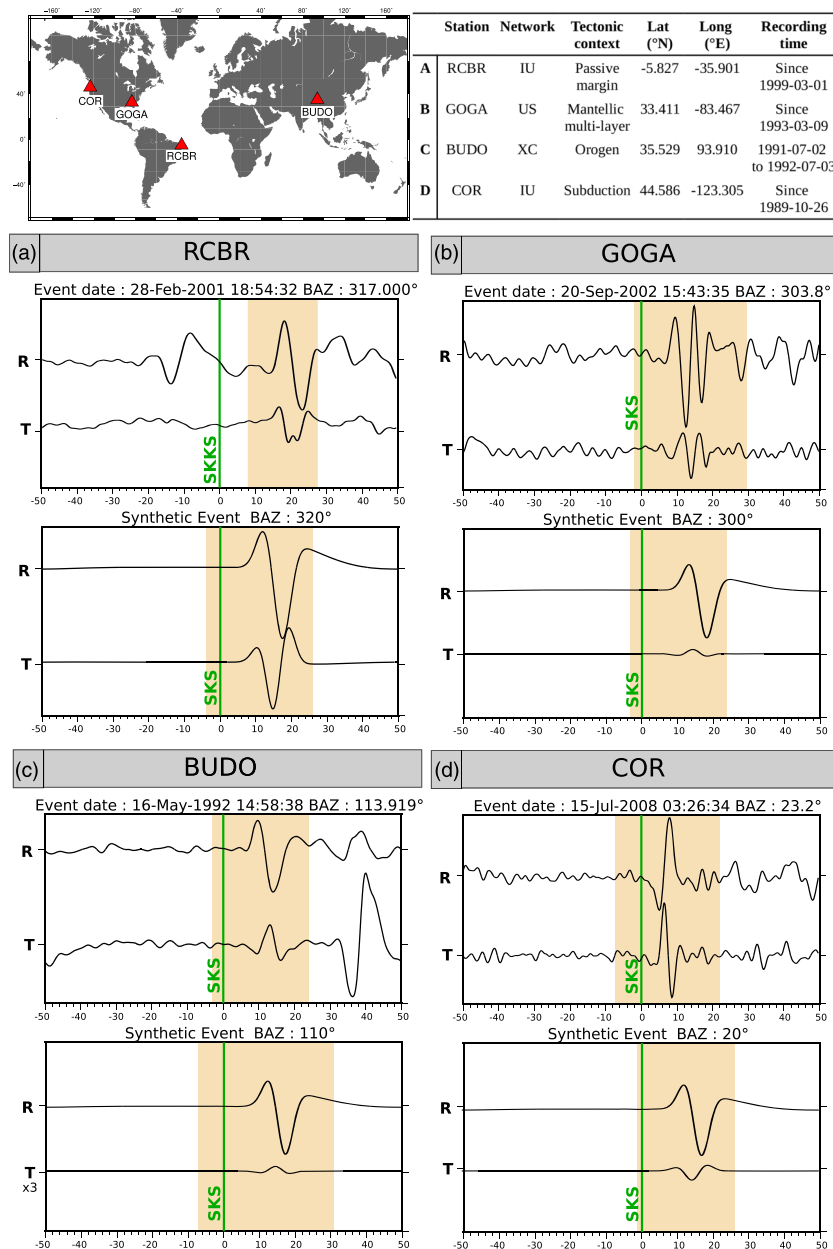 -160° -120° -80° -40° 0° 40° 80° 120° 160°
40˚
0˚
-40˚
COR
GOGA
BUDO
RCBR
Station Network Tectonic context Lat (°N) Long (°E) Recording time
A RCBR IU Passive margin -5.827 -35.901 Since 1999-03-01
B GOGA US Mantellic multi-layer 33.411 -83.467 Since 1993-03-09
C BUDO XC Orogen 35.529 93.910 1991-07-02 to 1992-07-03
D COR IU Subduction 44.586 -123.305 Since 1989-10-26
(a) RCBR
Event date : 28-Feb-2001 18:54:32 BAZ : 317.000°
R
T
SKKS
-50 -40 -30 -20 -10 0 10 20 30 40 50
Synthetic Event BAZ : 320°
R
T
SKS
-50 -40 -30 -20 -10 0 10 20 30 40 50
(b) GOGA
Event date : 20-Sep-2002 15:43:35 BAZ : 303.8°
R
T
SKS
-50 -40 -30 -20 -10 0 10 20 30 40 50
Synthetic Event BAZ : 300°
R
T
SKS
-50 -40 -30 -20 -10 0 10 20 30 40 50
(c) BUDO
Event date : 16-May-1992 14:58:38 BAZ : 113.919°
R
T
SKS
-50 -40 -30 -20 -10 0 10 20 30 40 50
Synthetic Event BAZ : 110°
R
T
x3
SKS
-50 -40 -30 -20 -10 0 10 20 30 40 50
(d) COR
Event date : 15-Jul-2008 03:26:34 BAZ : 23.2°
R
T
SKS
-50 -40 -30 -20 -10 0 10 20 30 40 50
Synthetic Event BAZ : 20°
R
T
SKS
-50 -40 -30 -20 -10 0 10 20 30 40 50